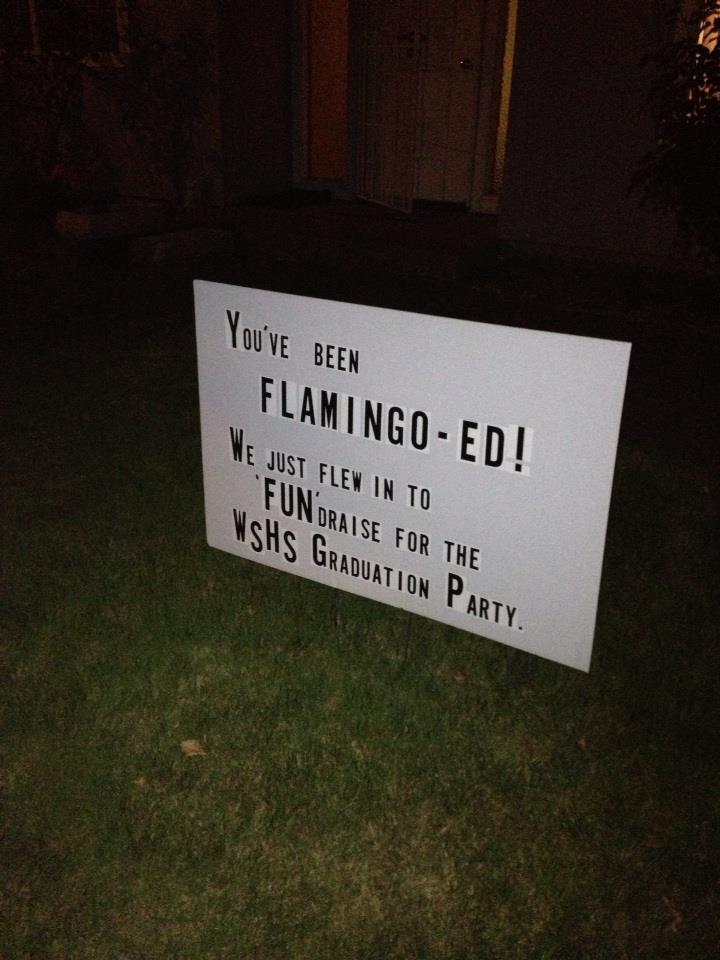 You've been
FLAMINGO-ED!
We just flew in to
'FUN'draise for the
WsHs Graduation Party.